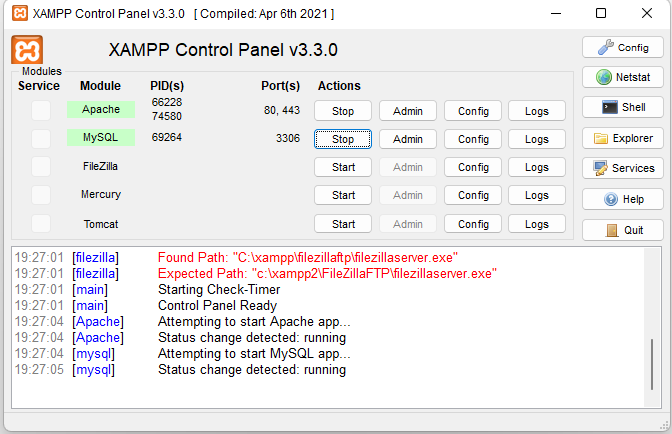 XAMPP Control Panel v3.3.0 [ Compiled: Apr 6th 2021 ]
XAMPP Control Panel v3.3.0
Config
Modules
Service Module PID(s) Port(s) Actions
Netstat
Apache 66228 74580 80, 443 Stop Admin Config Logs
Shell
MySQL 69264 3306 Stop Admin Config Logs
Explorer
FileZilla Start Admin Config Logs
Services
Mercury Start Admin Config Logs
Help
Tomcat Start Admin Config Logs
Quit
19:27:01 [filezilla] Found Path: "C:\xampp\filezillaftp\filezillaserver.exe"
19:27:01 [filezilla] Expected Path: "c:\xampp2\FileZillaFTP\filezillaserver.exe"
19:27:01 [main] Starting Check-Timer
19:27:01 [main] Control Panel Ready
19:27:04 [Apache] Attempting to start Apache app...
19:27:04 [Apache] Status change detected: running
19:27:04 [mysql] Attempting to start MySQL app...
19:27:05 [mysql] Status change detected: running